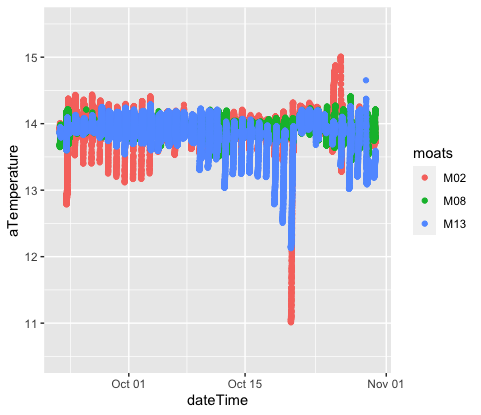 15
14
13
12
11
aTemperature
Oct 01
Oct 15
Nov 01
dateTime
moats
M02
M08
M13